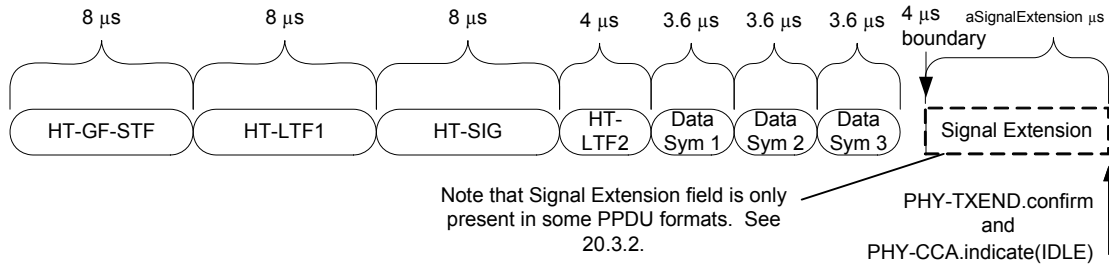 8 μs 8 μs 8 μs 4 μs 3.6 μs 3.6 μs 3.6 μs 4 μs boundary aSignalExtension μs
HT-GF-STF HT-LTF1 HT-SIG HT-LTF2 Data Sym 1 Data Sym 2 Data Sym 3 Signal Extension
Note that Signal Extension field is only
present in some PPDU formats. See
20.3.2.
PHY-TXEND.confirm
and
PHY-CCA.indicate(IDLE)